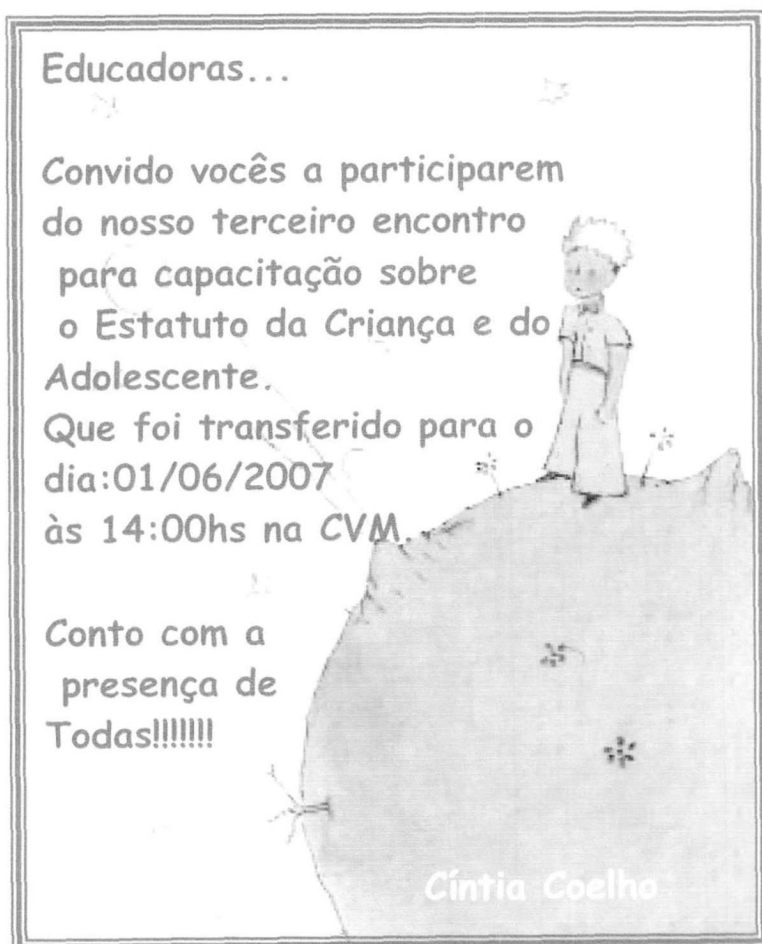 Educadoras...
Convido vocês a participarem
do nosso terceiro encontro
para capacitação sobre
o Estatuto da Criança e do
Adolescente.
Que foi transferido para o
dia:01/06/2007
às 14:00hs na CVM.
Conto com a
presença de
Todas!!!!!!!
Cíntia Coelho